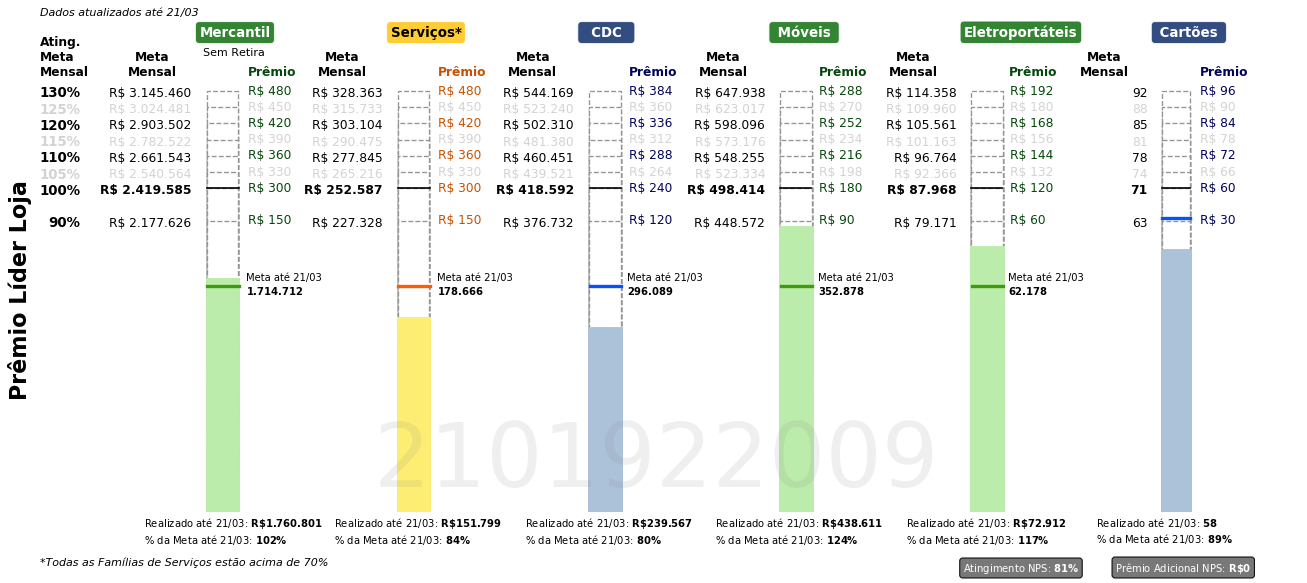 Dados atualizados até 21/03
Mercantil Serviços* CDC Móveis Eletroportáteis Cartões
Sem Retira
Ating. Meta Mensal Meta Mensal Prêmio Meta Mensal Prêmio Meta Mensal Prêmio Meta Mensal Prêmio Meta Mensal Prêmio Meta Mensal Prêmio
130% R$ 3.145.460 R$ 480 R$ 328.363 R$ 480 R$ 544.169 R$ 384 R$ 647.938 R$ 288 R$ 114.358 R$ 192 92 R$ 96
125% R$ 3.024.481 R$ 450 R$ 315.733 R$ 450 R$ 523.240 R$ 360 R$ 623.017 R$ 270 R$ 109.960 R$ 180 88 R$ 90
120% R$ 2.903.502 R$ 420 R$ 303.104 R$ 420 R$ 502.310 R$ 336 R$ 598.096 R$ 252 R$ 105.561 R$ 168 85 R$ 84
115% R$ 2.782.522 R$ 390 R$ 290.475 R$ 390 R$ 481.380 R$ 312 R$ 573.176 R$ 234 R$ 101.163 R$ 156 81 R$ 78
110% R$ 2.661.543 R$ 360 R$ 277.845 R$ 360 R$ 460.451 R$ 288 R$ 548.255 R$ 216 R$ 96.764 R$ 144 78 R$ 72
105% R$ 2.540.564 R$ 330 R$ 265.216 R$ 330 R$ 439.521 R$ 264 R$ 523.334 R$ 198 R$ 92.366 R$ 132 74 R$ 66
100% R$ 2.419.585 R$ 300 R$ 252.587 R$ 300 R$ 418.592 R$ 240 R$ 498.414 R$ 180 R$ 87.968 R$ 120 71 R$ 60
90% R$ 2.177.626 R$ 150 R$ 227.328 R$ 150 R$ 376.732 R$ 120 R$ 448.572 R$ 90 R$ 79.171 R$ 60 63 R$ 30
Prêmio Líder Loja
Meta até 21/03 Meta até 21/03 Meta até 21/03 Meta até 21/03 Meta até 21/03
1.714.712 178.666 296.089 352.878 62.178
2101922009
Realizado até 21/03: R$1.760.801 Realizado até 21/03: R$151.799 Realizado até 21/03: R$239.567 Realizado até 21/03: R$438.611 Realizado até 21/03: R$72.912 Realizado até 21/03: 58
% da Meta até 21/03: 102% % da Meta até 21/03: 84% % da Meta até 21/03: 80% % da Meta até 21/03: 124% % da Meta até 21/03: 117% % da Meta até 21/03: 89%
*Todas as Famílias de Serviços estão acima de 70%
Atingimento NPS: 81% Prêmio Adicional NPS: R$0